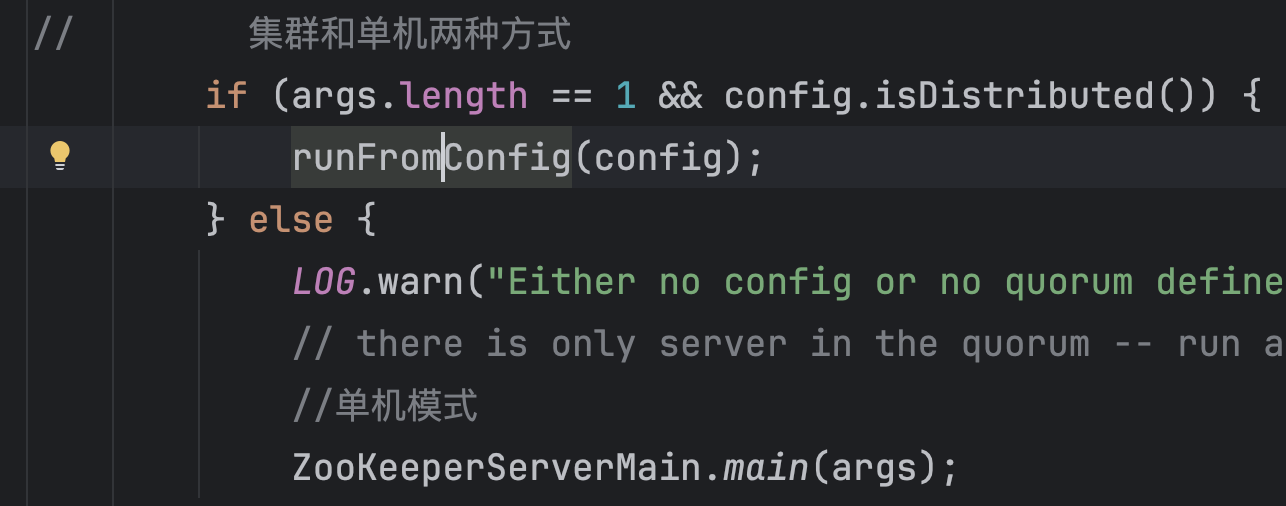 // 集群和单机两种方式
if (args.length == 1 && config.isDistributed()) {
runFromConfig(config);
} else {
LOG.warn("Either no config or no quorum define
// there is only server in the quorum -- run a
//单机模式
ZooKeeperServerMain.main(args);